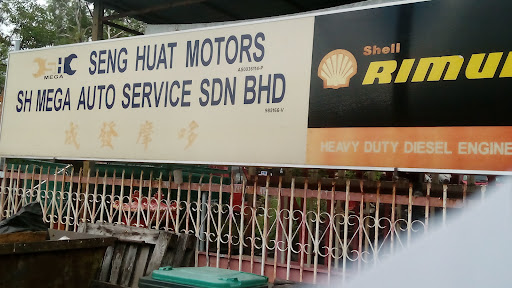 SHC
MEGA
SENG HUAT MOTORS
SH MEGA AUTO SERVICE SDN BHD
成發摩哆
Shell
RIMU
HEAVY DUTY DIESEL ENGINE